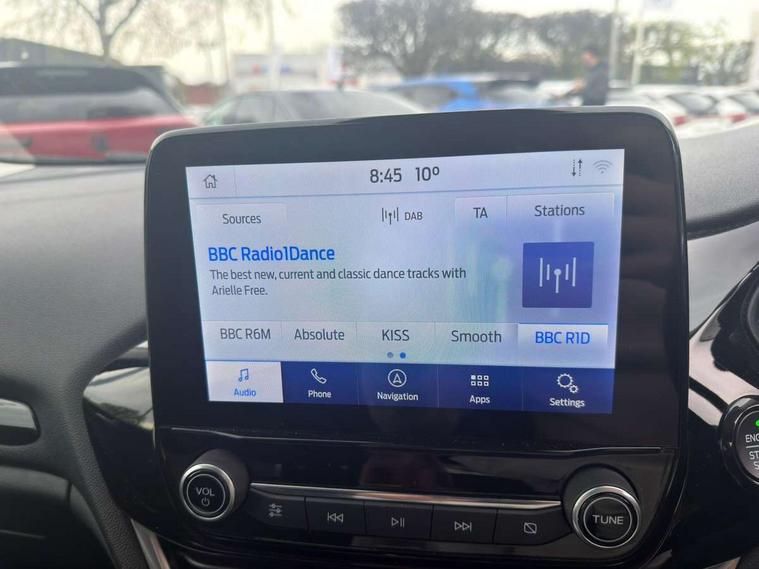 8:45 10°
Sources
DAB
TA
Stations
BBC Radio1Dance
The best new, current and classic dance tracks with
Arielle Free.
BBC R6M Absolute KISS Smooth BBC R1D
Audio Phone Navigation Apps Settings
VOL
TUNE